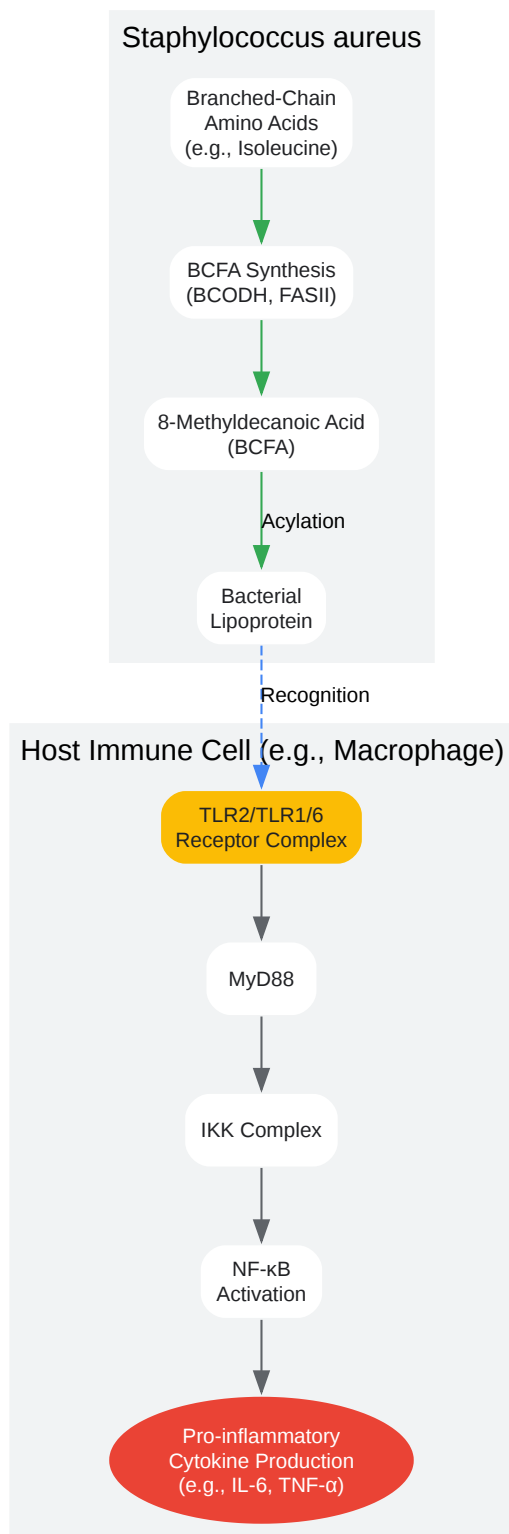 Staphylococcus aureus
Branched-Chain
Amino Acids
(e.g., Isoleucine)
BCFA Synthesis
(BCODH, FASII)
8-Methyldecanoic Acid
(BCFA)
Acylation
Bacterial
Lipoprotein
Recognition
Host Immune Cell (e.g., Macrophage)
TLR2/TLR1/6
Receptor Complex
MyD88
IKK Complex
NF-κB
Activation
Pro-inflammatory
Cytokine Production
(e.g., IL-6, TNF-α)